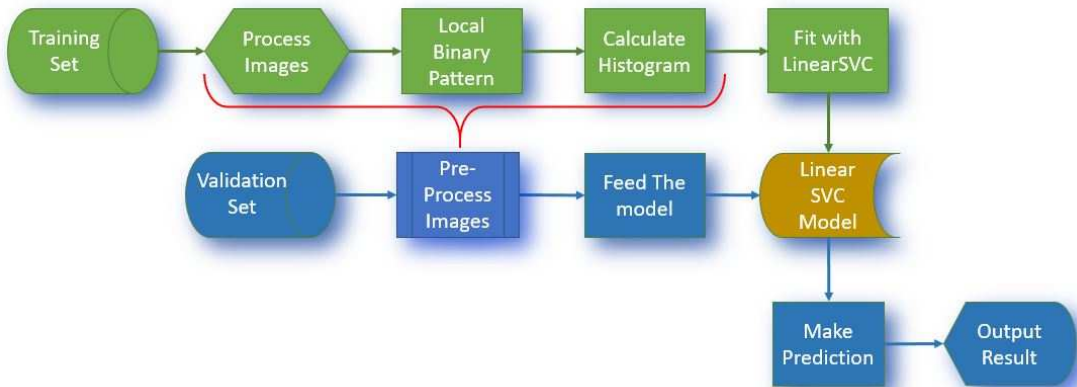 Training
Set
Process
Images
Local
Binary
Pattern
Calculate
Histogram
Fit with
LinearSVC
Validation
Set
Pre-
Process
Images
Feed The
model
Linear
SVC
Model
Make
Prediction
Output
Result